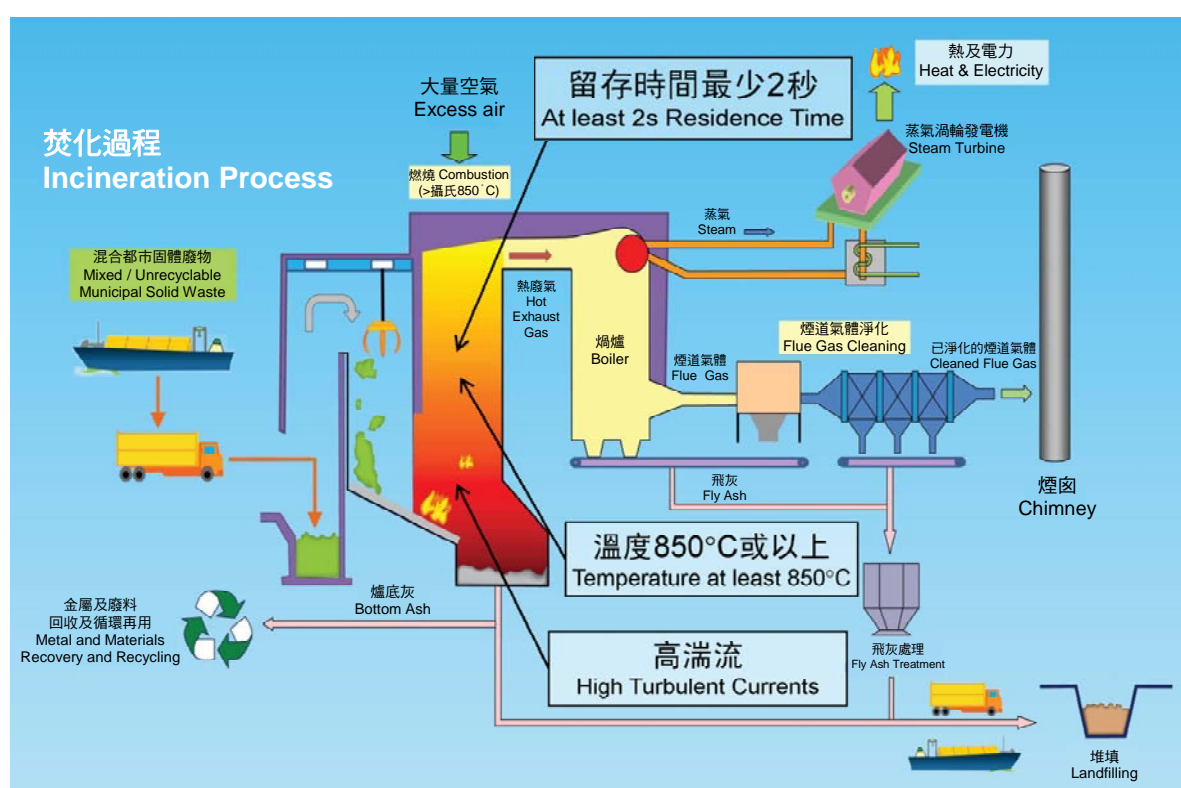 焚化過程
Incineration Process
大量空氣
Excess air
燃燒 Combustion
(>攝氏850˚C)
留存時間最少2秒
At least 2s Residence Time
熱及電力
Heat & Electricity
蒸氣渦輪發電機
Steam Turbine
混合都市固體廢物
Mixed / Unrecyclable
Municipal Solid Waste
蒸氣
Steam
熱廢氣
Hot
Exhaust
Gas
煱爐
Boiler
煙道氣體
Flue Gas
煙道氣體淨化
Flue Gas Cleaning
已淨化的煙道氣體
Cleaned Flue Gas
飛灰
Fly Ash
煙囱
Chimney
溫度850°C或以上
Temperature at least 850°C
爐底灰
Bottom Ash
金屬及廢料
回收及循環再用
Metal and Materials
Recovery and Recycling
高湍流
High Turbulent Currents
飛灰處理
Fly Ash Treatment
堆填
Landfilling